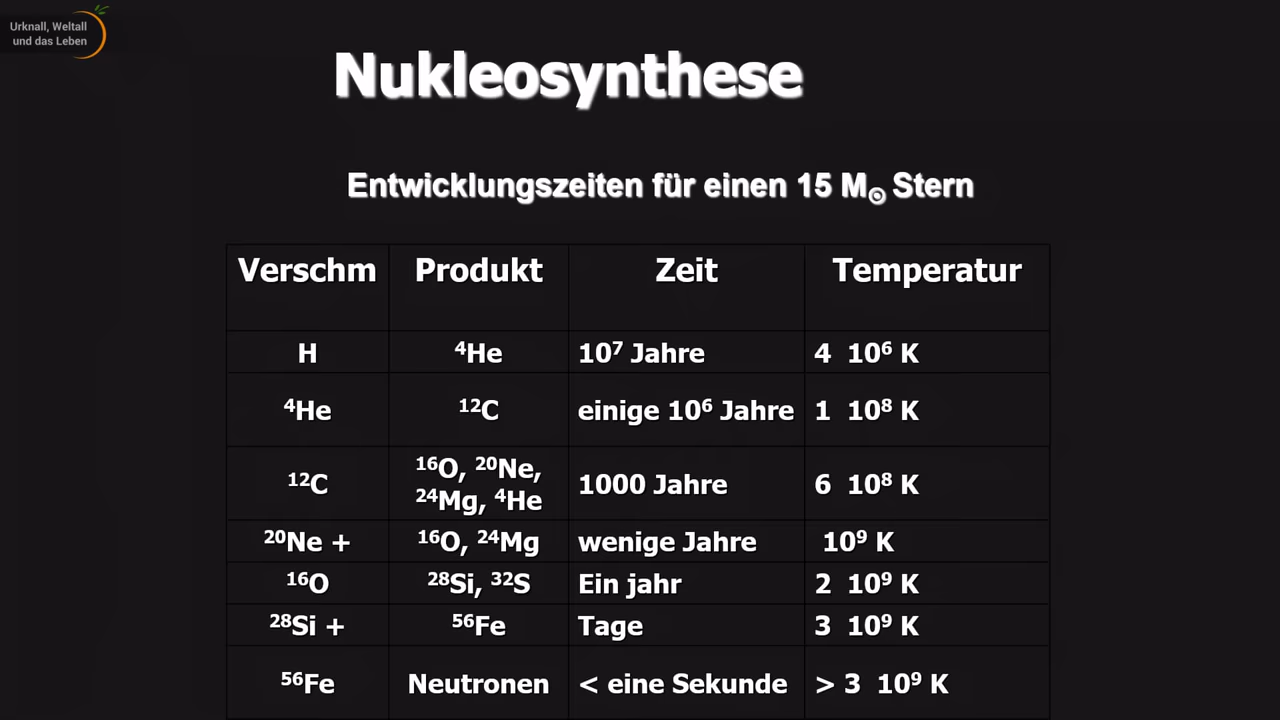 Urknall, Weltall
und das Leben
Nukleosynthese
Entwicklungszeiten für einen 15 M☉ Stern
Verschm Produkt Zeit Temperatur
H ⁴He 10⁷ Jahre 4 10⁶ K
⁴He ¹²C einige 10⁶ Jahre 1 10⁸ K
¹²C ¹⁶O, ²⁰Ne, ²⁴Mg, ⁴He 1000 Jahre 6 10⁸ K
²⁰Ne + ¹⁶O, ²⁴Mg wenige Jahre 10⁹ K
¹⁶O ²⁸Si, ³²S Ein jahr 2 10⁹ K
²⁸Si + ⁵⁶Fe Tage 3 10⁹ K
⁵⁶Fe Neutronen < eine Sekunde > 3 10⁹ K